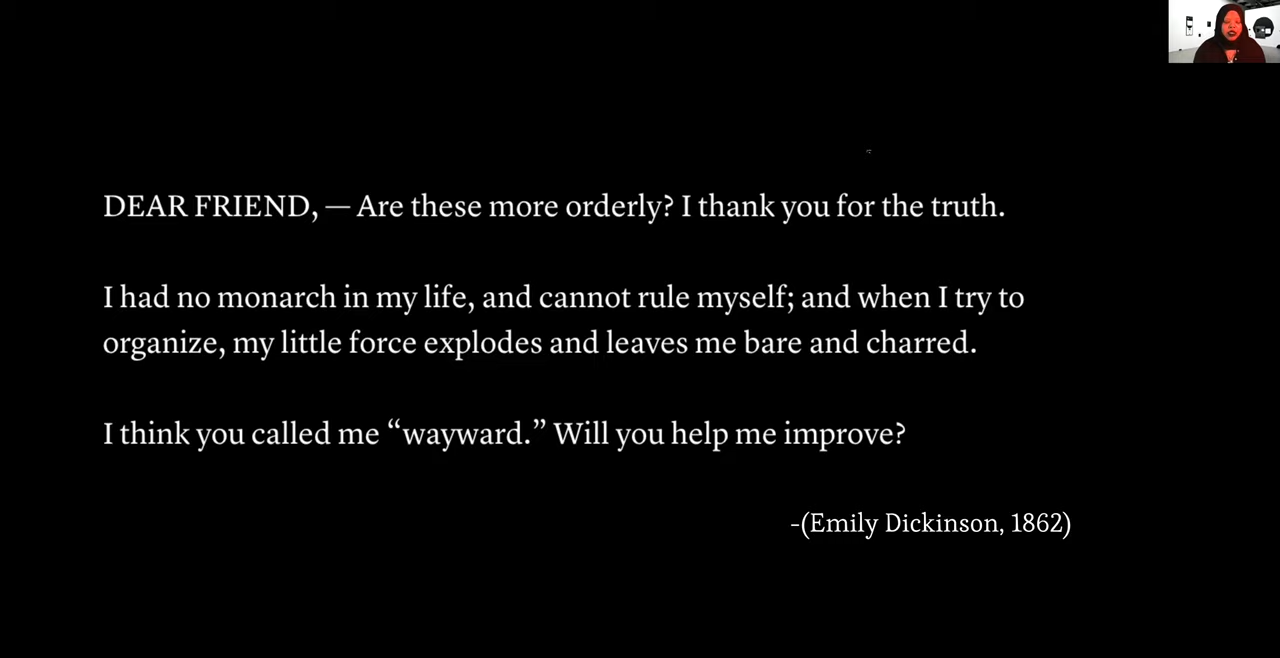 DEAR FRIEND, — Are these more orderly? I thank you for the truth.
I had no monarch in my life, and cannot rule myself; and when I try to
organize, my little force explodes and leaves me bare and charred.
I think you called me “wayward.” Will you help me improve?
-(Emily Dickinson, 1862)